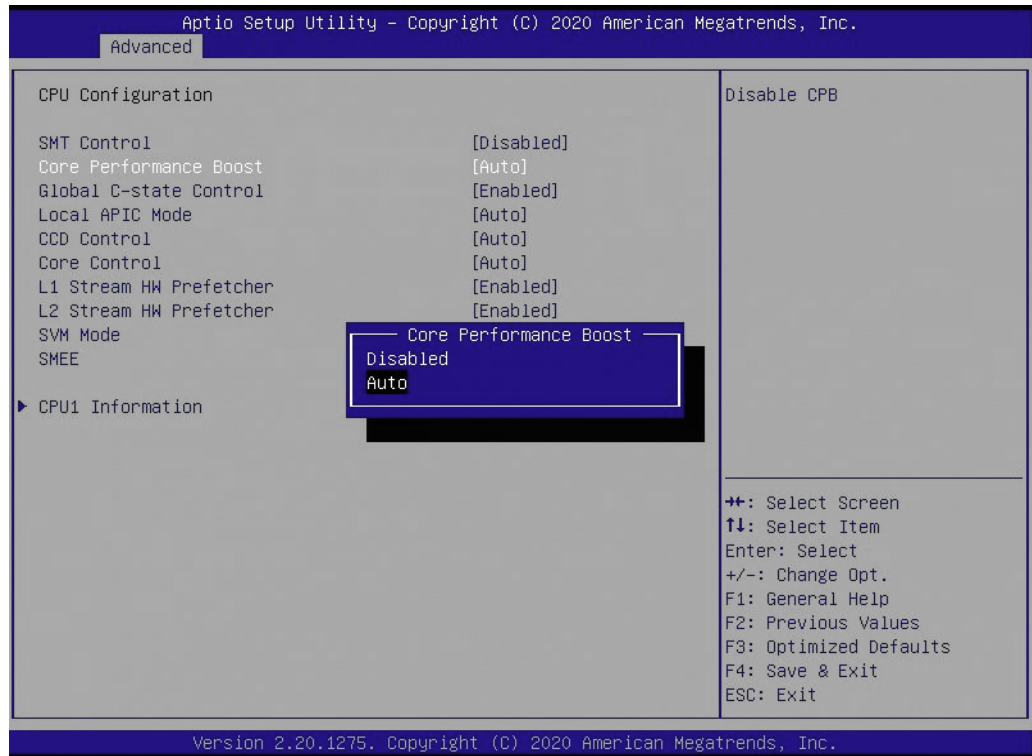 Aptio Setup Utility – Copyright (C) 2020 American Megatrends, Inc.
Advanced
CPU Configuration
SMT Control [Disabled]
Core Performance Boost [Auto]
Global C-state Control [Enabled]
Local APIC Mode [Auto]
CCD Control [Auto]
Core Control [Auto]
L1 Stream HW Prefetcher [Enabled]
L2 Stream HW Prefetcher [Enabled]
SVM Mode
SMEE
CPU1 Information
Core Performance Boost
Disabled
Auto
Disable CPB
→←: Select Screen
↑↓: Select Item
Enter: Select
+/-: Change Opt.
F1: General Help
F2: Previous Values
F3: Optimized Defaults
F4: Save & Exit
ESC: Exit
Version 2.20.1275. Copyright (C) 2020 American Megatrends, Inc.